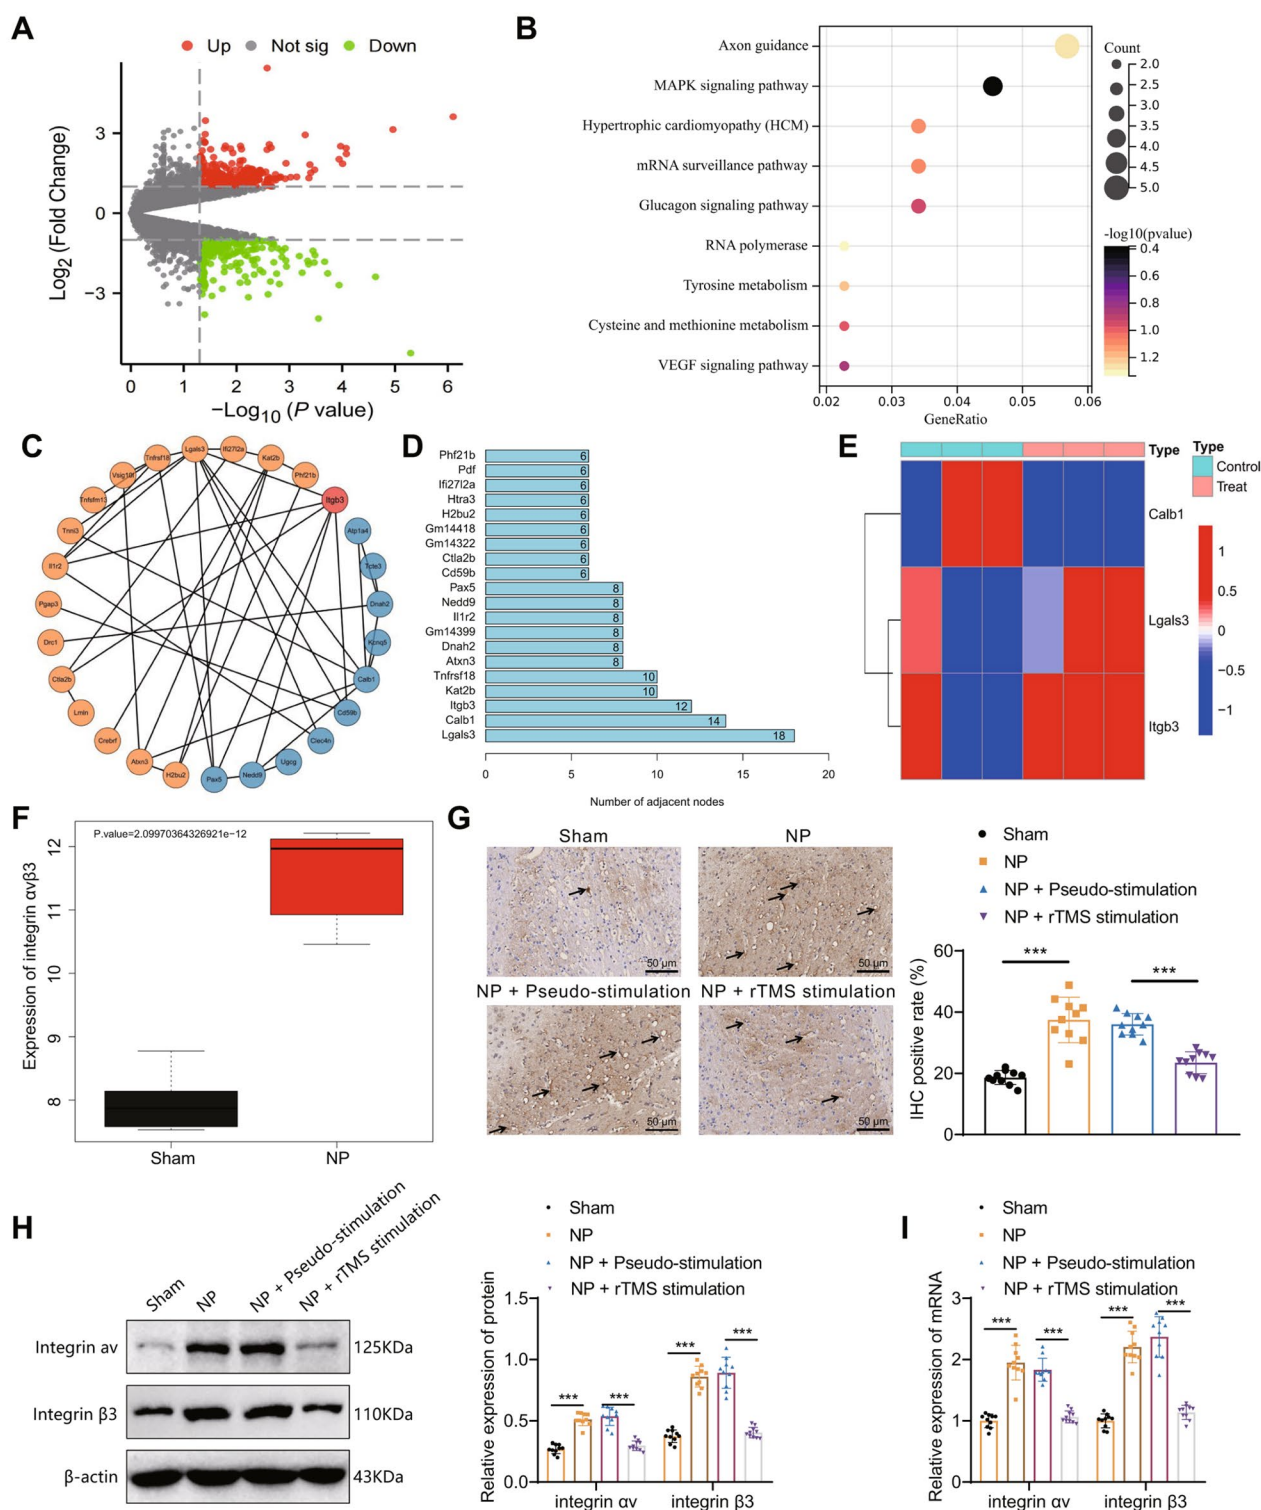 A
Up
Not sig
Down
Log2 (Fold Change)
3
0
−3
0
1
2
3
4
5
6
−Log10 (P value)
B
Axon guidance
MAPK signaling pathway
Hypertrophic cardiomyopathy (HCM)
mRNA surveillance pathway
Glucagon signaling pathway
RNA polymerase
Tyrosine metabolism
Cysteine and methionine metabolism
VEGF signaling pathway
0.02
0.03
0.04
0.05
0.06
GeneRatio
Count
2.0
2.5
3.0
3.5
4.0
4.5
5.0
-log10(pvalue)
0.4
0.6
0.8
1.0
1.2
C
Lgals3
Ifi27l2a
Kat2b
Phf21b
Itgb3
Atp1a4
Tcte3
Dnah2
Kcnq5
Calb1
Cd59b
Clec4n
Ugcg
Nedd9
Pax5
H2bu2
Atxn3
Crebrf
Lmln
Ctla2b
Drc1
Pgap3
Il1r2
Tnni3
Tnfsfm13
Vsig10l
Tnfrsf18
D
Phf21b 6
Pdf 6
Ifi27l2a 6
Htra3 6
H2bu2 6
Gm14418 6
Gm14322 6
Ctla2b 6
Cd59b 6
Pax5 8
Nedd9 8
Il1r2 8
Gm14399 8
Dnah2 8
Atxn3 8
Tnfrsf18 10
Kat2b 10
Itgb3 12
Calb1 14
Lgals3 18
0
5
10
15
20
Number of adjacent nodes
E
Type
Calb1
Lgals3
Itgb3
Type
Control
Treat
1
0.5
0
−0.5
−1
F
P.value=2.09970364326921e−12
Expression of integrin αvβ3
12
11
10
9
8
Sham
NP
G
Sham
NP
50 μm
50 μm
NP + Pseudo-stimulation
NP + rTMS stimulation
50 μm
50 μm
Sham
NP
NP + Pseudo-stimulation
NP + rTMS stimulation
IHC positive rate (%)
60
40
20
0
***
***
H
Sham
NP
NP + Pseudo-stimulation
NP + rTMS stimulation
Integrin av
125KDa
Integrin β3
110KDa
β-actin
43KDa
Sham
NP
NP + Pseudo-stimulation
NP + rTMS stimulation
Relative expression of protein
1.5
1.0
0.5
0.0
***
***
***
***
integrin αv
integrin β3
I
Sham
NP
NP + Pseudo-stimulation
NP + rTMS stimulation
Relative expression of mRNA
3
2
1
0
***
***
***
***
integrin αv
integrin β3